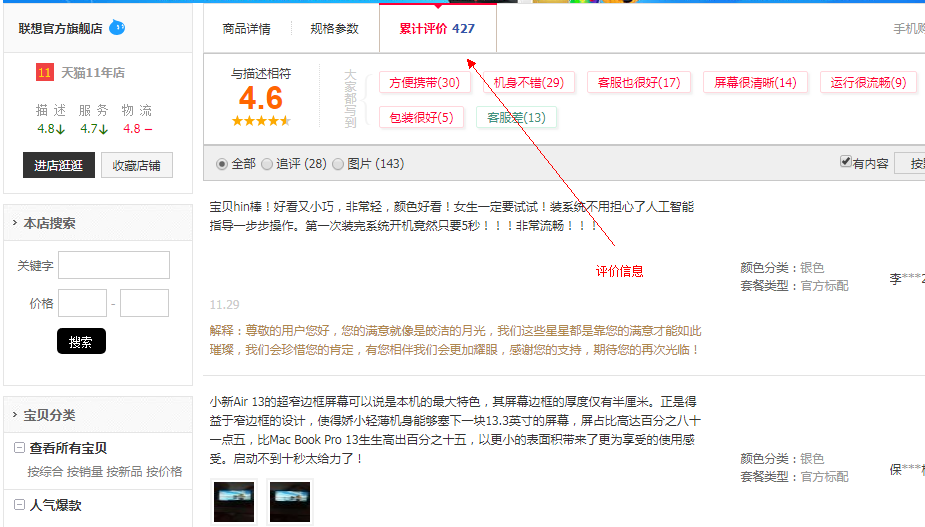 联想官方旗舰店
11 天猫11年店
描 述 服 务 物 流
4.8 4.7 4.8
进店逛逛 收藏店铺
本店搜索
关键字
价格 -
搜索
宝贝分类
查看所有宝贝
按综合 按销量 按新品 按价格
人气爆款
商品详情 规格参数 累计评价 427 手机购
与描述相符
4.6
大家都写到
方便携带(30) 机身不错(29) 客服也很好(17) 屏幕很清晰(14) 运行很流畅(9)
包装很好(5) 客服差(13)
全部 追评 (28) 图片 (143) 有内容
宝贝hin棒！好看又小巧，非常轻，颜色好看！女生一定要试试！装系统不用担心了人工智能
指导一步步操作。第一次装完系统开机竟然只要5秒！！！非常流畅！！！
评价信息
颜色分类：银色
套餐类型：官方标配
李***2
11.29
解释：尊敬的用户您好，您的满意就像是皎洁的月光，我们这些星星都是靠您的满意才能如此
璀璨，我们会珍惜您的肯定，有您相伴我们会更加耀眼，感谢您的支持，期待您的再次光临！
小新Air 13的超窄边框屏幕可以说是本机的最大特色，其屏幕边框的厚度仅有半厘米。正是得
益于窄边框的设计，使得娇小轻薄机身能够塞下一块13.3英寸的屏幕，屏占比高达百分之八十
一点五，比Mac Book Pro 13生生高出百分之十五，以更小的表面积带来了更为享受的使用感
受。启动不到十秒太给力了！
颜色分类：银色
套餐类型：官方标配
保***